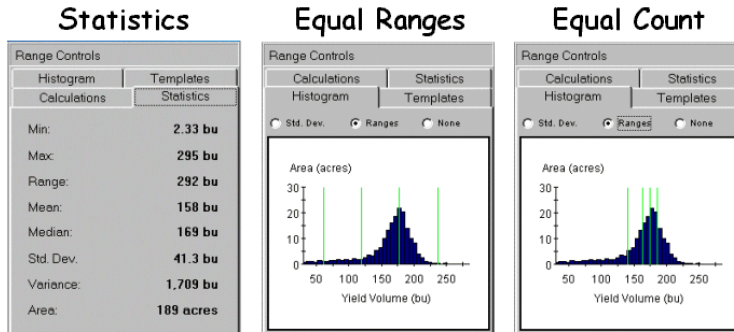 Statistics
Range Controls
Histogram Templates
Calculations Statistics
Min: 2.33 bu
Max: 295 bu
Range: 292 bu
Mean: 158 bu
Median: 169 bu
Std. Dev. 41.3 bu
Variance: 1,709 bu
Area: 189 acres
Equal Ranges
Range Controls
Calculations Statistics
Histogram Templates
Std. Dev. Ranges None
Area (acres)
30
20
10
0
50 100 150 200 250
Yield Volume (bu)
Equal Count
Range Controls
Calculations Statistics
Histogram Templates
Std. Dev. Ranges None
Area (acres)
30
20
10
0
50 100 150 200 250
Yield Volume (bu)